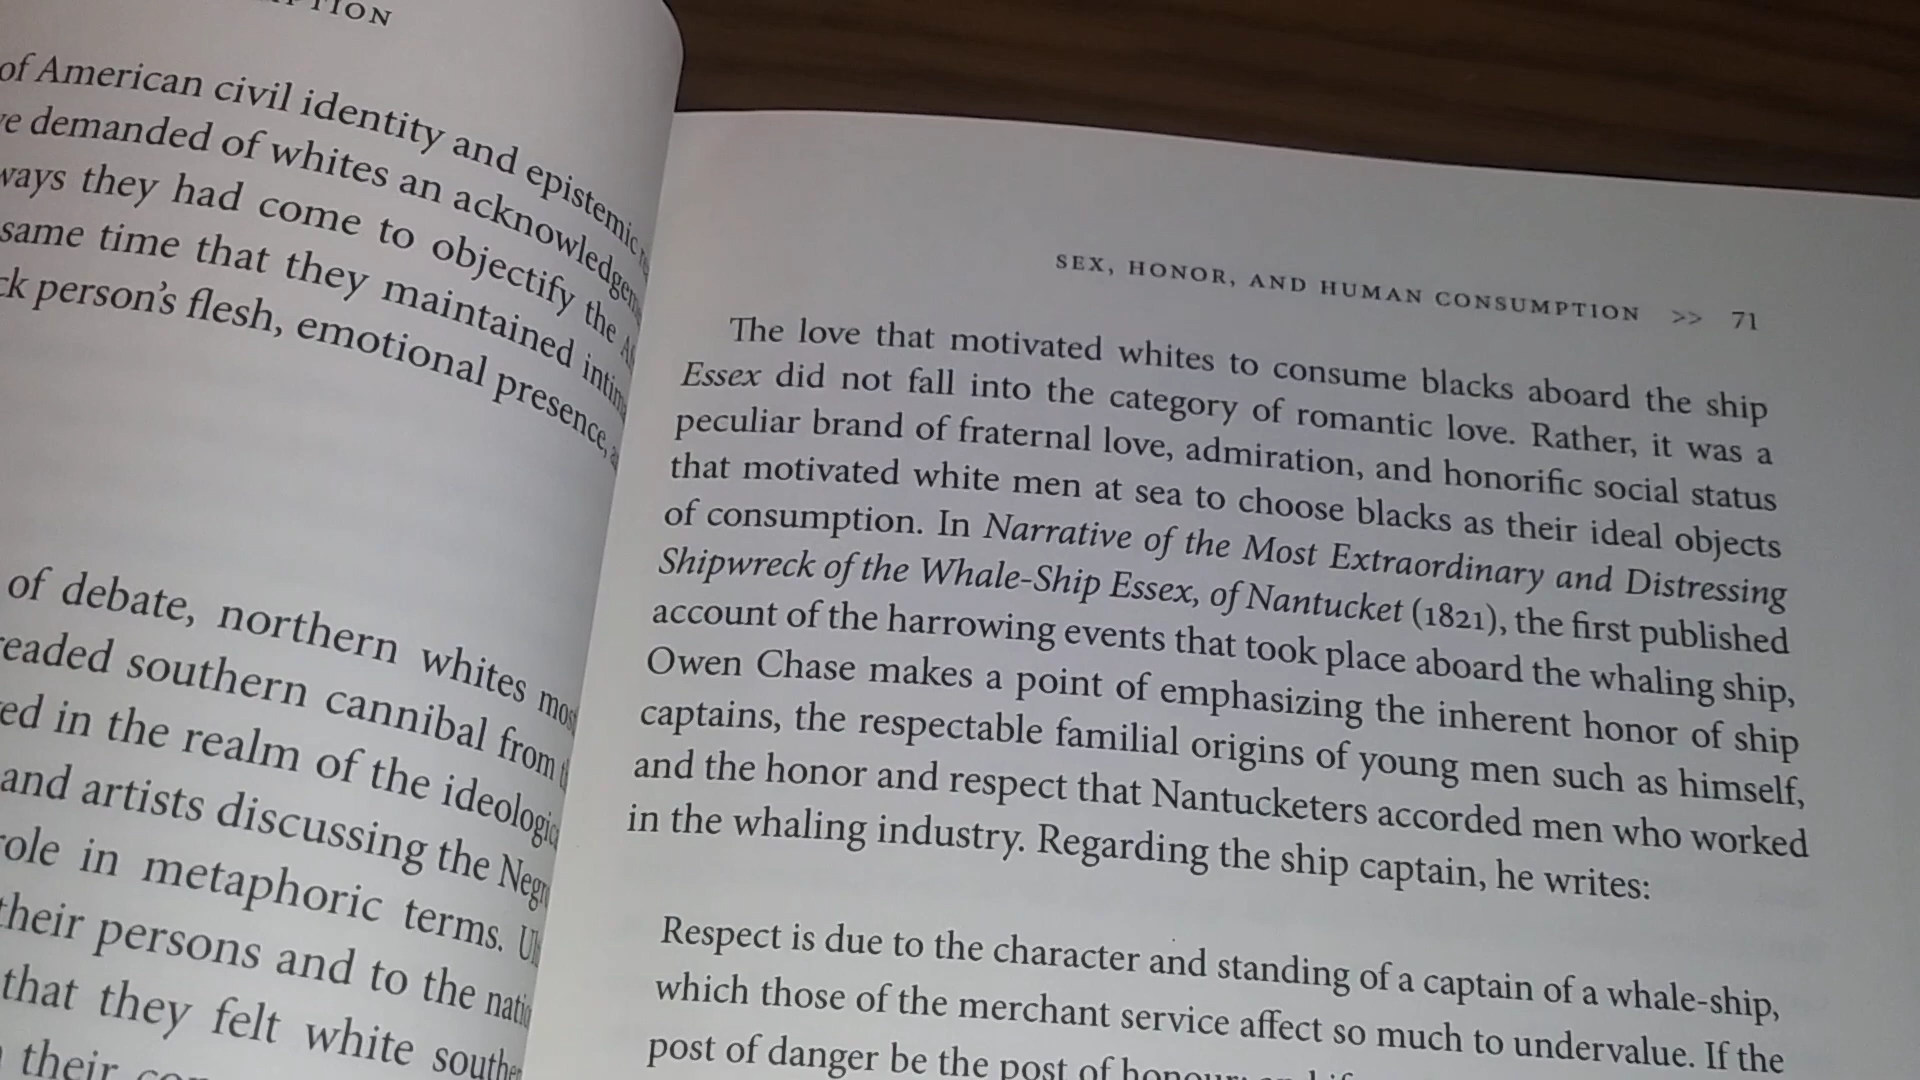 of American civil identity and epistemic
demanded of whites an
ways they had come to objectify the
same time that they maintained
person's flesh, emotional presence,
of debate, northern whites
southern cannibal from
in the realm of the
and artists discussing the
role in metaphoric terms.
their persons and to the
that they felt white
their
SEX, HONOR, AND HUMAN CONSUMPTION >> 71
The love that motivated whites to consume blacks aboard the ship
Essex did not fall into the category of romantic love. Rather, it was a
peculiar brand of fraternal love, admiration, and honorific social status
that motivated white men at sea to choose blacks as their ideal objects
of consumption. In Narrative of the Most Extraordinary and Distressing
Shipwreck of the Whale-Ship Essex, of Nantucket (1821), the first published
account of the harrowing events that took place aboard the whaling ship,
Owen Chase makes a point of emphasizing the inherent honor of ship
captains, the respectable familial origins of young men such as himself,
and the honor and respect that Nantucketers accorded men who worked
in the whaling industry. Regarding the ship captain, he writes:
Respect is due to the character and standing of a captain of a whale-ship,
which those of the merchant service affect so much to undervalue. If the
post of danger be the post of